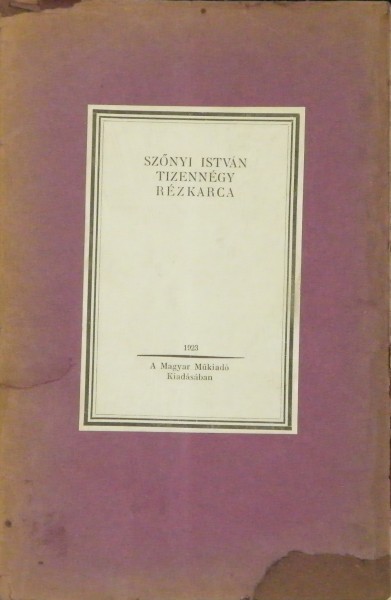 SZŐNYI ISTVÁN
TIZENNÉGY
RÉZKARCA
1923
A Magyar Műkiadó
Kiadásában